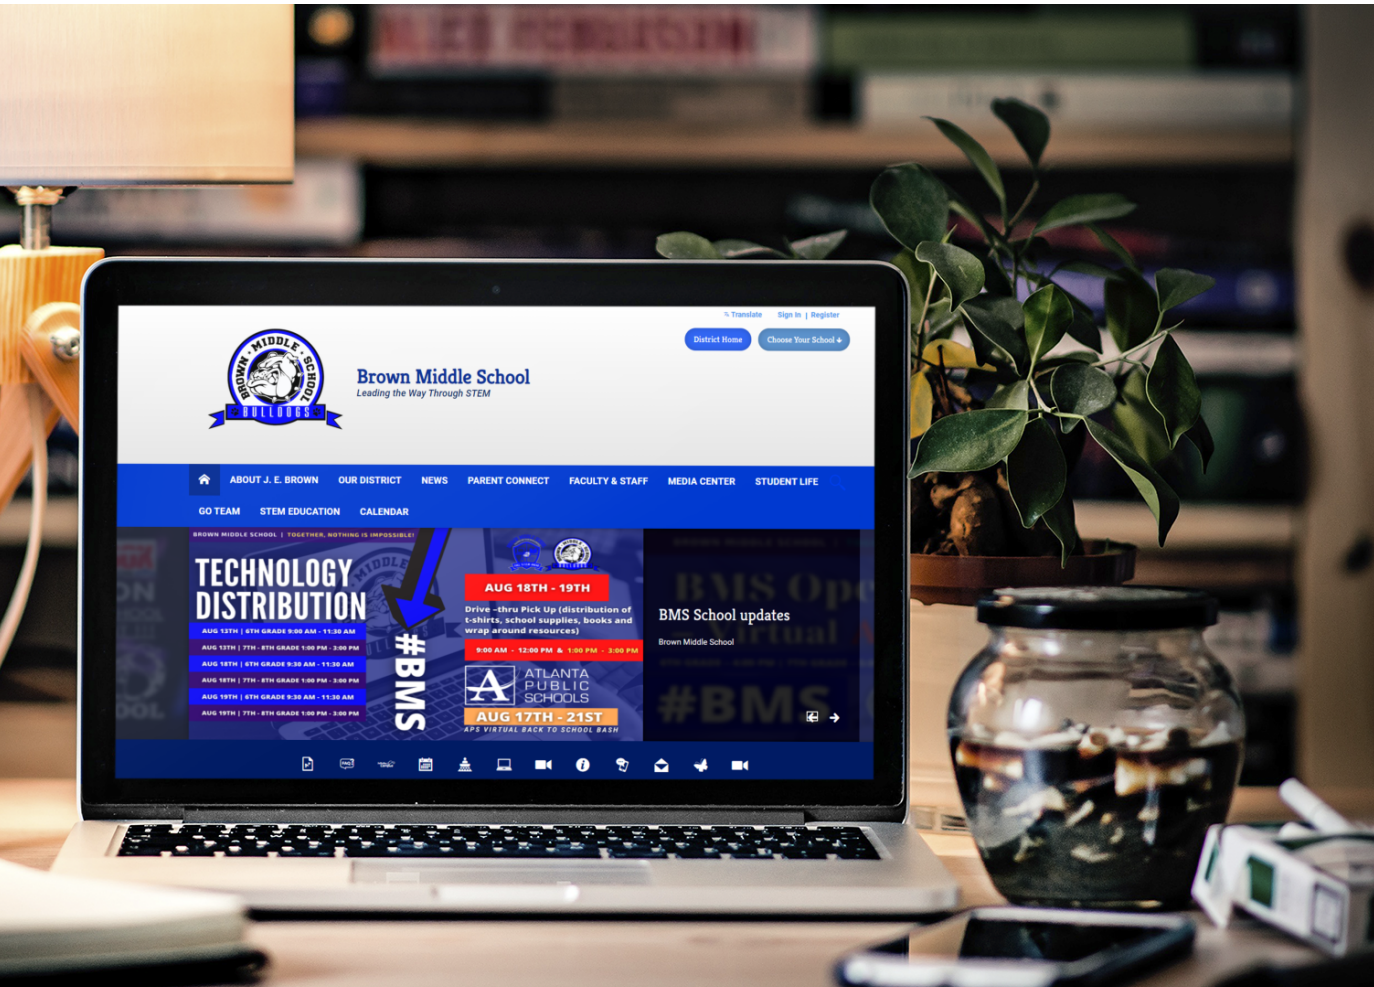 ALEX FERGUSON
Translate Sign In | Register
District Home Choose Your School
BROWN · MIDDLE · SCHOOL
BULLDOGS
Brown Middle School
Leading the Way Through STEM
ABOUT J. E. BROWN OUR DISTRICT NEWS PARENT CONNECT FACULTY & STAFF MEDIA CENTER STUDENT LIFE
GO TEAM STEM EDUCATION CALENDAR
BROWN MIDDLE SCHOOL | TOGETHER, NOTHING IS IMPOSSIBLE!
TECHNOLOGY
DISTRIBUTION
AUG 13TH | 6TH GRADE 9:00 AM - 11:30 AM
AUG 13TH | 7TH - 8TH GRADE 1:00 PM - 3:00 PM
AUG 18TH | 6TH GRADE 9:30 AM - 11:30 AM
AUG 18TH | 7TH - 8TH GRADE 1:00 PM - 3:00 PM
AUG 19TH | 6TH GRADE 9:30 AM - 11:30 AM
AUG 19TH | 7TH - 8TH GRADE 1:00 PM - 3:00 PM
#BMS
AUG 18TH - 19TH
Drive -thru Pick Up (distribution of
t-shirts, school supplies, books and
wrap around resources)
9:00 AM - 12:00 PM & 1:00 PM - 3:00 PM
A ATLANTA
PUBLIC
SCHOOLS
AUG 17TH - 21ST
APS VIRTUAL BACK TO SCHOOL BASH
BMS Ope
Virtual
BMS School updates
Brown Middle School
#BMS
FAQ